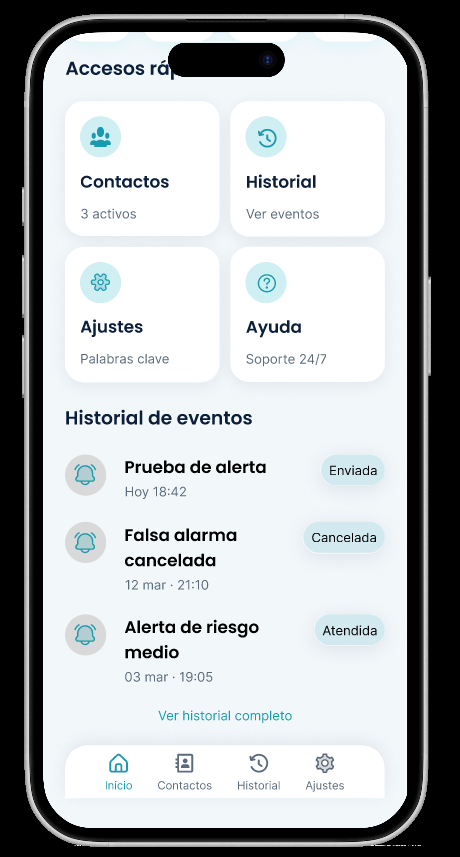 Accesos
Contactos
3 activos
Historial
Ver eventos
Ajustes
Palabras clave
Ayuda
Soporte 24/7
Historial de eventos
Prueba de alerta
Hoy 18:42
Enviada
Falsa alarma
cancelada
12 mar · 21:10
Cancelada
Alerta de riesgo
medio
03 mar · 19:05
Atendida
Ver historial completo
Inicio
Contactos
Historial
Ajustes